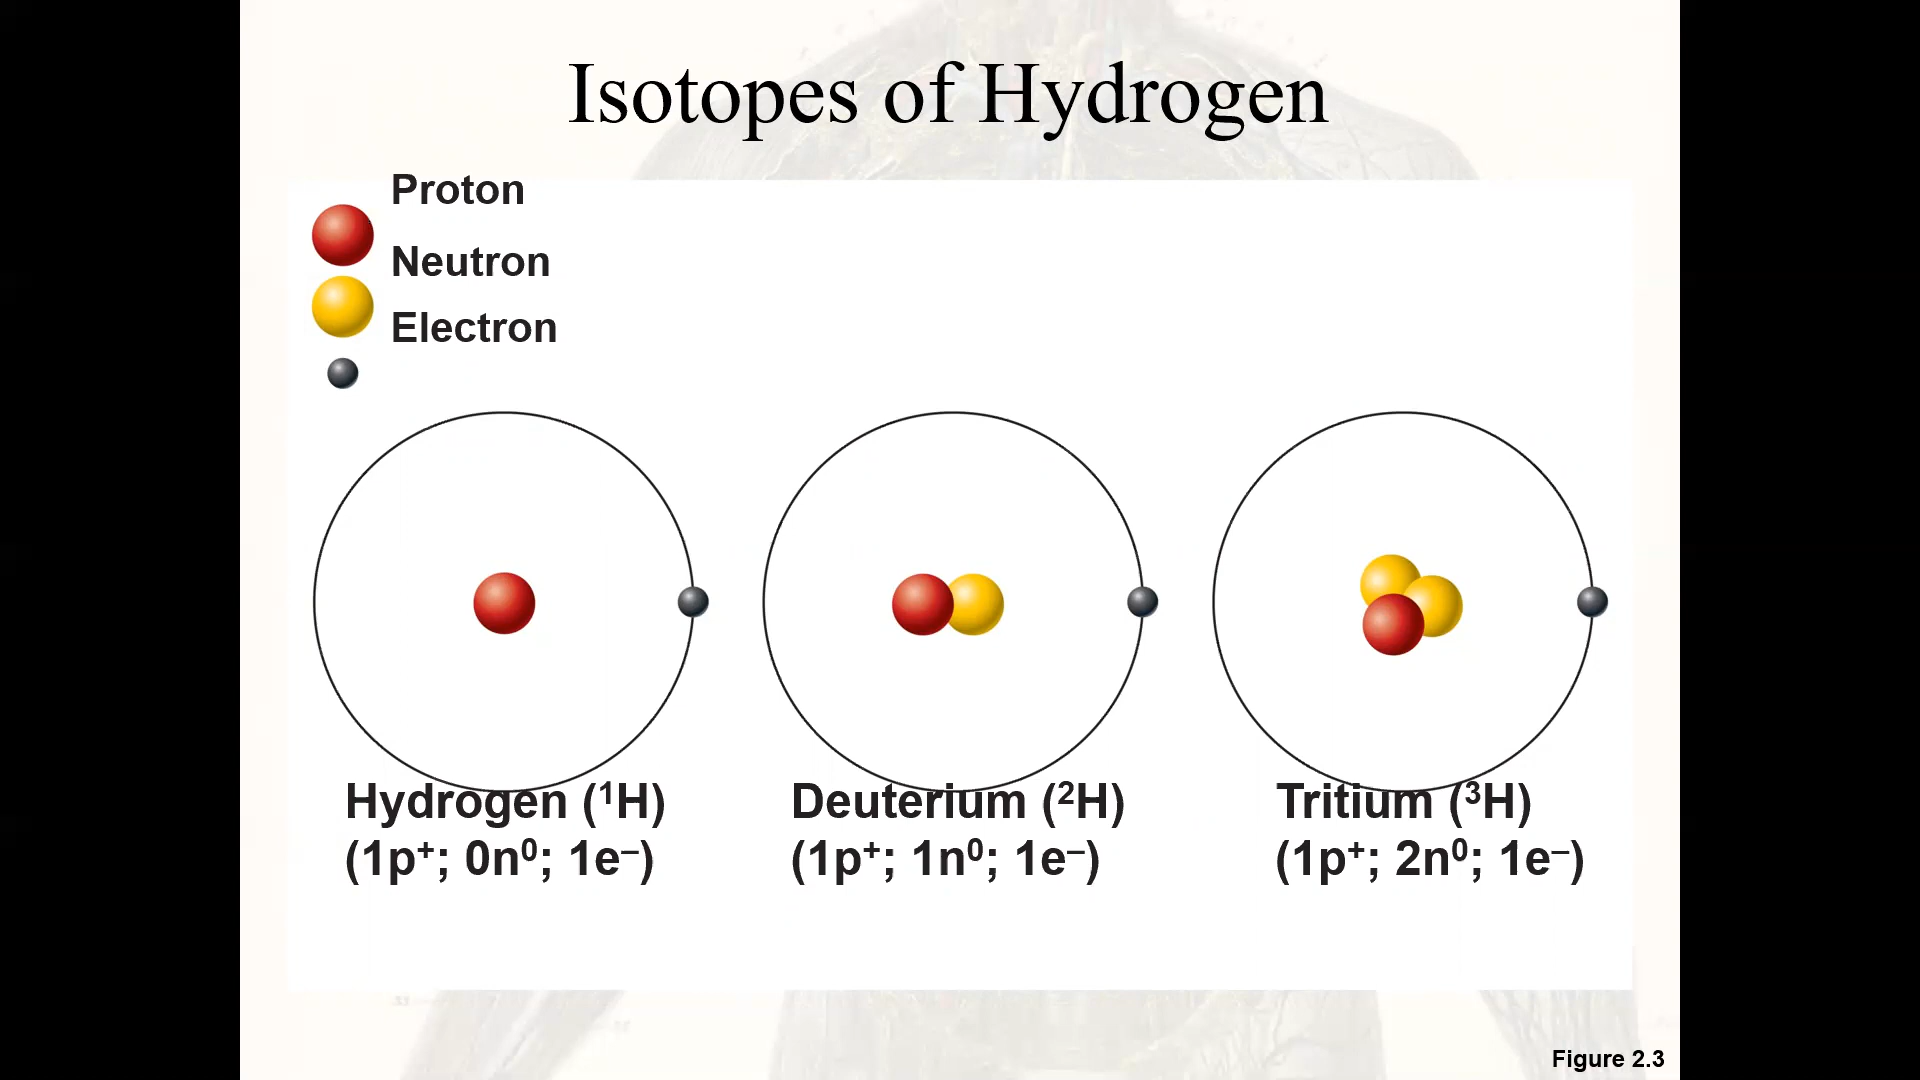 Isotopes of Hydrogen
Proton
Neutron
Electron
Hydrogen (¹H)
(1p⁺; 0n⁰; 1e⁻)
Deuterium (²H)
(1p⁺; 1n⁰; 1e⁻)
Tritium (³H)
(1p⁺; 2n⁰; 1e⁻)
Figure 2.3